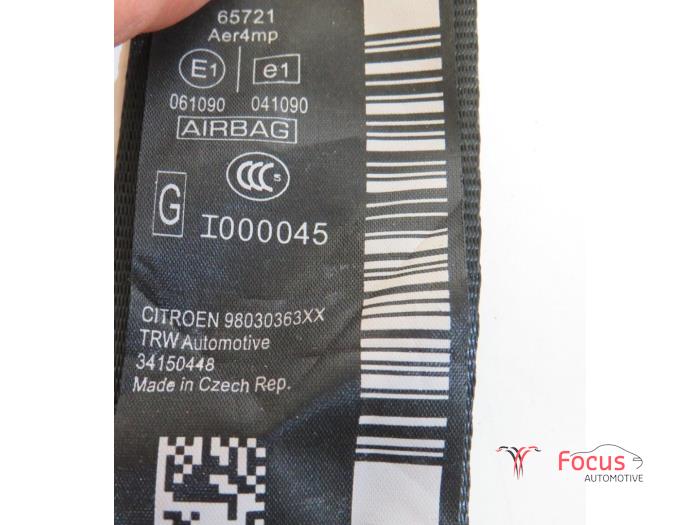 65721
Aer4mp
E1 e1
061090 041090
AIRBAG
CCC S
G I000045
CITROEN 98030363XX
TRW Automotive
34150448
Made in Czech Rep.
Focus
AUTOMOTIVE